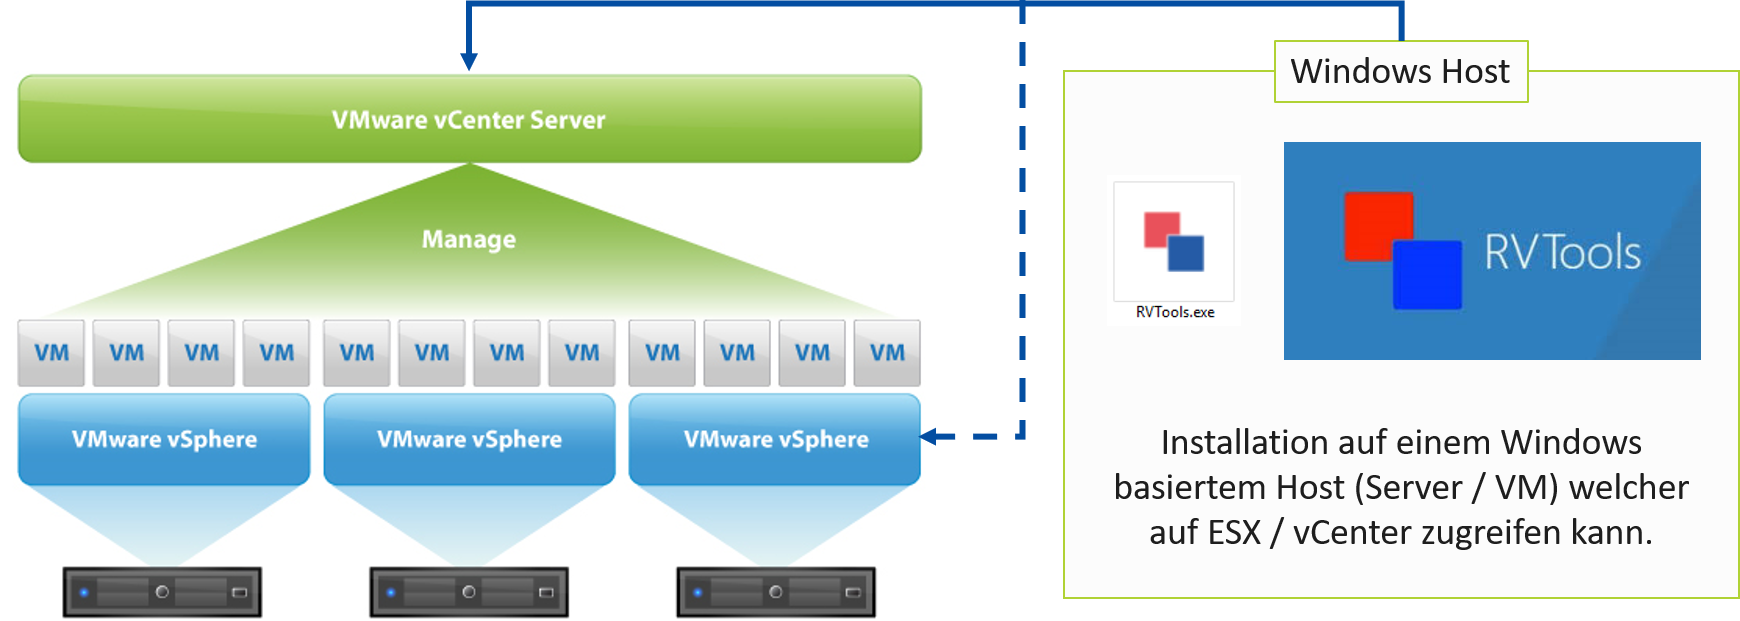 VMware vCenter Server
Manage
VM VM VM VM VM VM VM VM VM VM VM VM
VMware vSphere VMware vSphere VMware vSphere
Windows Host
RVTools.exe
RVTools
Installation auf einem Windows
basiertem Host (Server / VM) welcher
auf ESX / vCenter zugreifen kann.